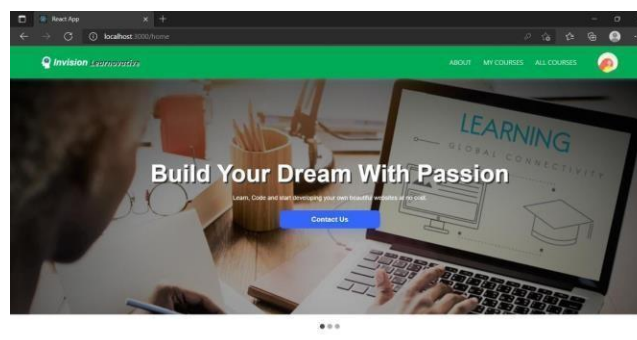 React App
localhost:3000/home
Invision Learnovative
ABOUT MY COURSES ALL COURSES
LEARNING
GLOBAL CONNECTIVITY
Build Your Dream With Passion
Learn, Code and start developing your own beautiful websites at no cost.
Contact Us